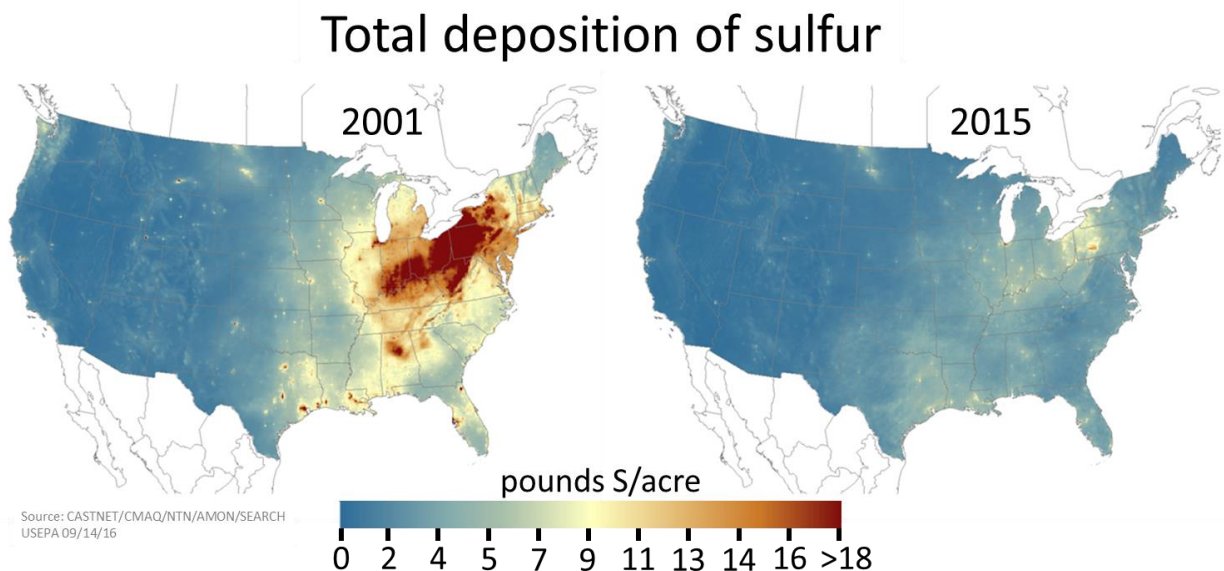 Total deposition of sulfur
2001
2015
pounds S/acre
0 2 4 5 7 9 11 13 14 16 >18
Source: CASTNET/CMAQ/NTN/AMON/SEARCH
USEPA 09/14/16